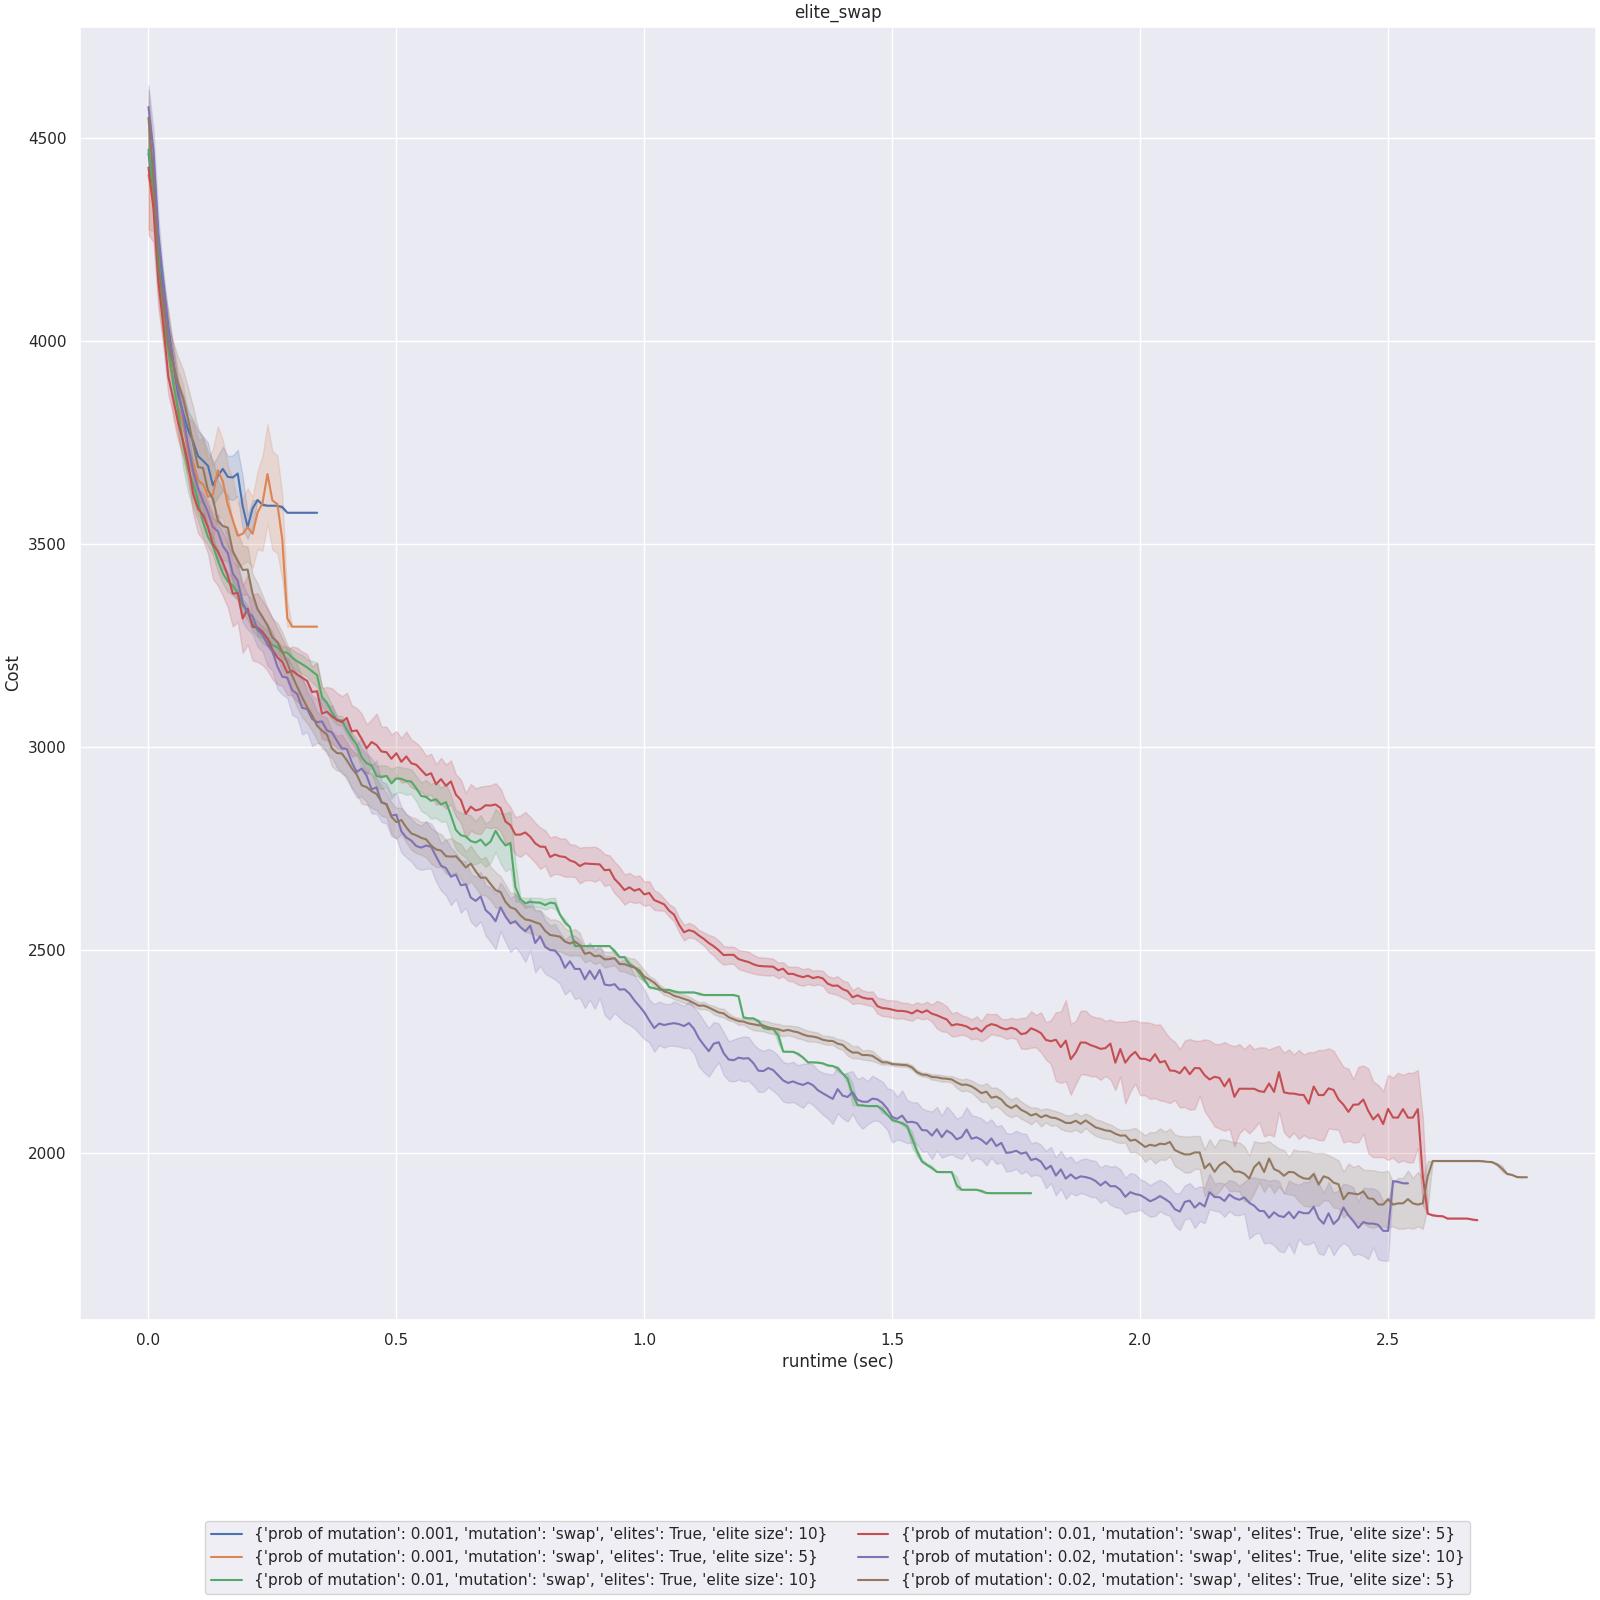 elite_swap
4500
4000
3500
3000
2500
2000
Cost
0.0 0.5 1.0 1.5 2.0 2.5
runtime (sec)
{'prob of mutation': 0.001, 'mutation': 'swap', 'elites': True, 'elite size': 10}
{'prob of mutation': 0.001, 'mutation': 'swap', 'elites': True, 'elite size': 5}
{'prob of mutation': 0.01, 'mutation': 'swap', 'elites': True, 'elite size': 10}
{'prob of mutation': 0.01, 'mutation': 'swap', 'elites': True, 'elite size': 5}
{'prob of mutation': 0.02, 'mutation': 'swap', 'elites': True, 'elite size': 10}
{'prob of mutation': 0.02, 'mutation': 'swap', 'elites': True, 'elite size': 5}